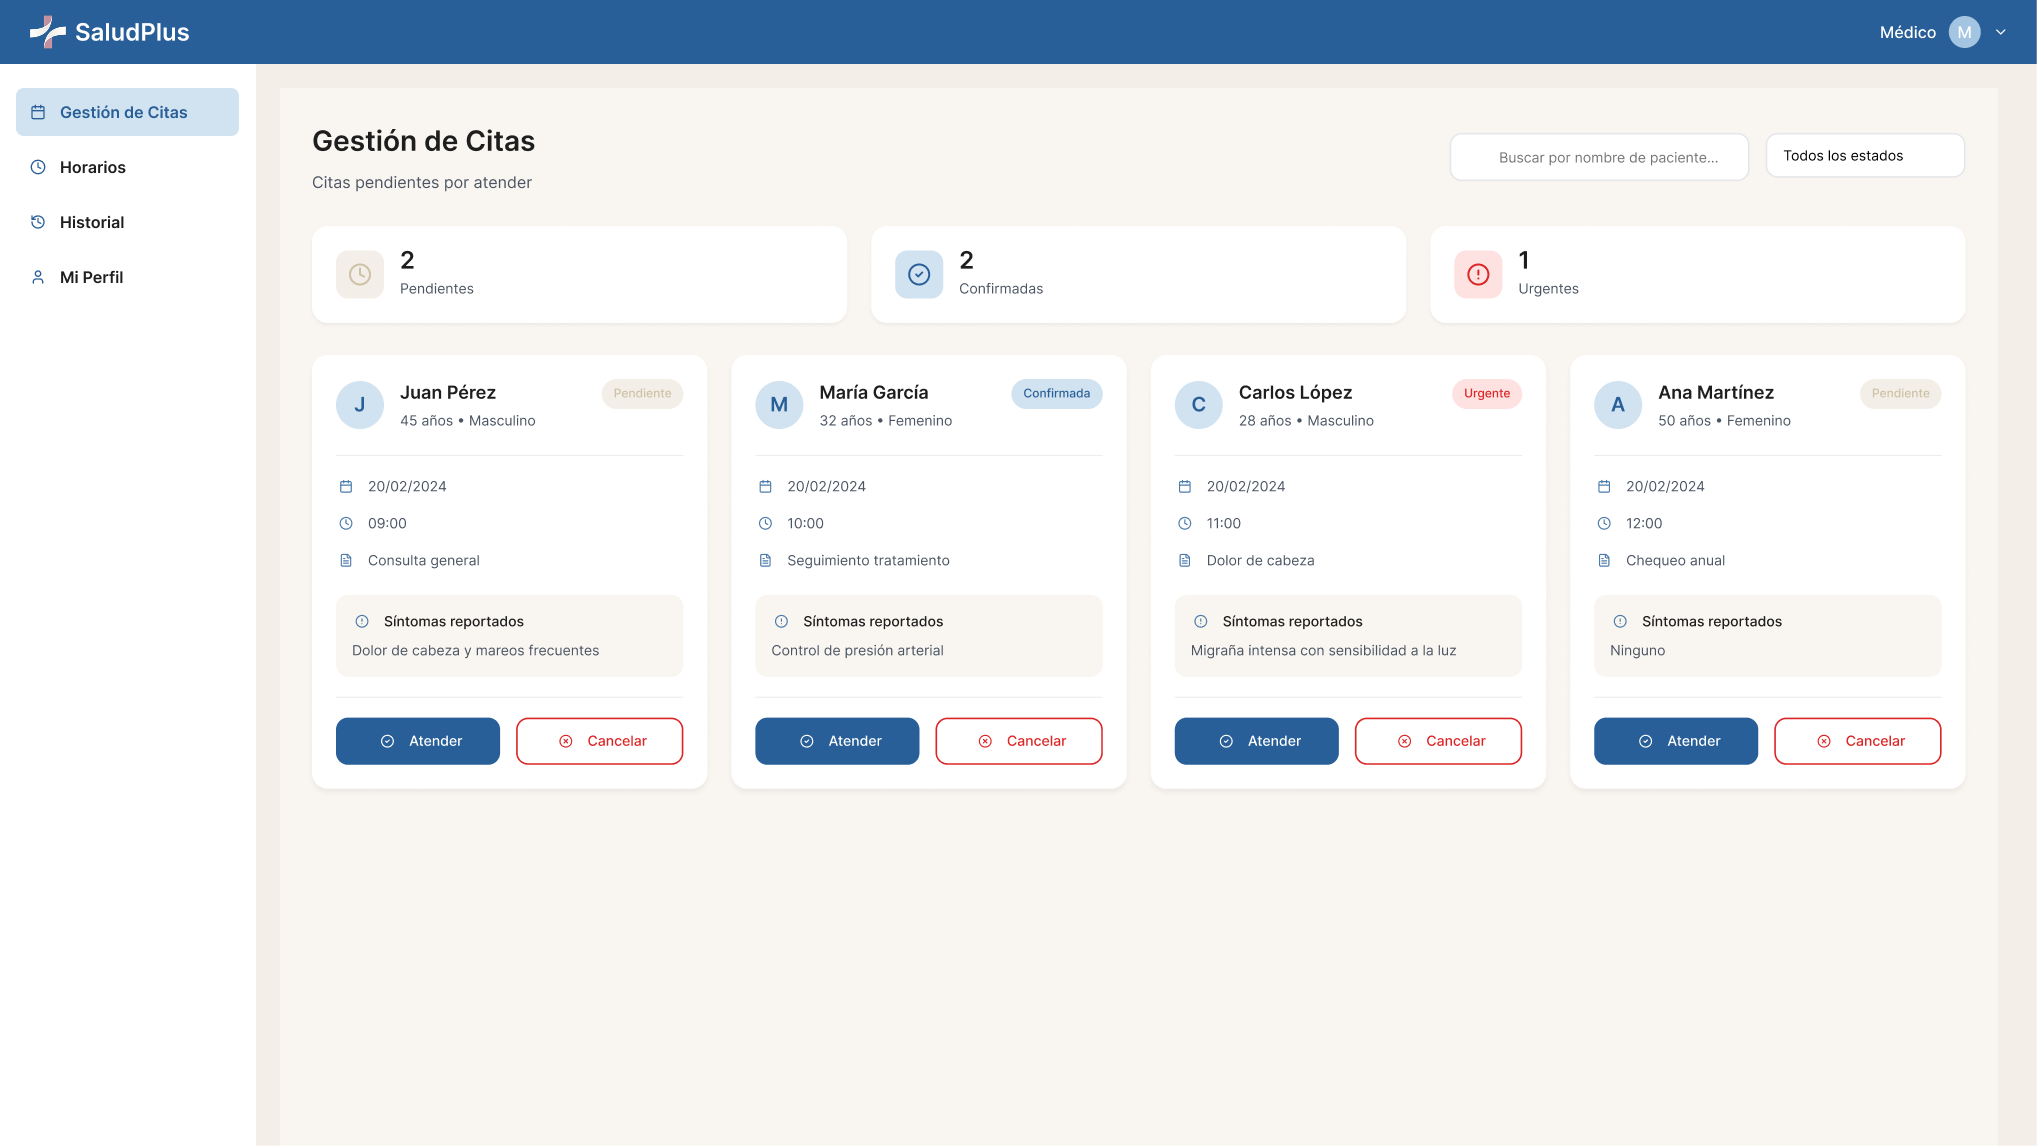 SaludPlus
Médico
M
Gestión de Citas
Horarios
Historial
Mi Perfil
Gestión de Citas
Citas pendientes por atender
Buscar por nombre de paciente...
Todos los estados
2
Pendientes
2
Confirmadas
1
Urgentes
J
Juan Pérez
Pendiente
45 años • Masculino
20/02/2024
09:00
Consulta general
Síntomas reportados
Dolor de cabeza y mareos frecuentes
Atender
Cancelar
M
María García
Confirmada
32 años • Femenino
20/02/2024
10:00
Seguimiento tratamiento
Síntomas reportados
Control de presión arterial
Atender
Cancelar
C
Carlos López
Urgente
28 años • Masculino
20/02/2024
11:00
Dolor de cabeza
Síntomas reportados
Migraña intensa con sensibilidad a la luz
Atender
Cancelar
A
Ana Martínez
Pendiente
50 años • Femenino
20/02/2024
12:00
Chequeo anual
Síntomas reportados
Ninguno
Atender
Cancelar